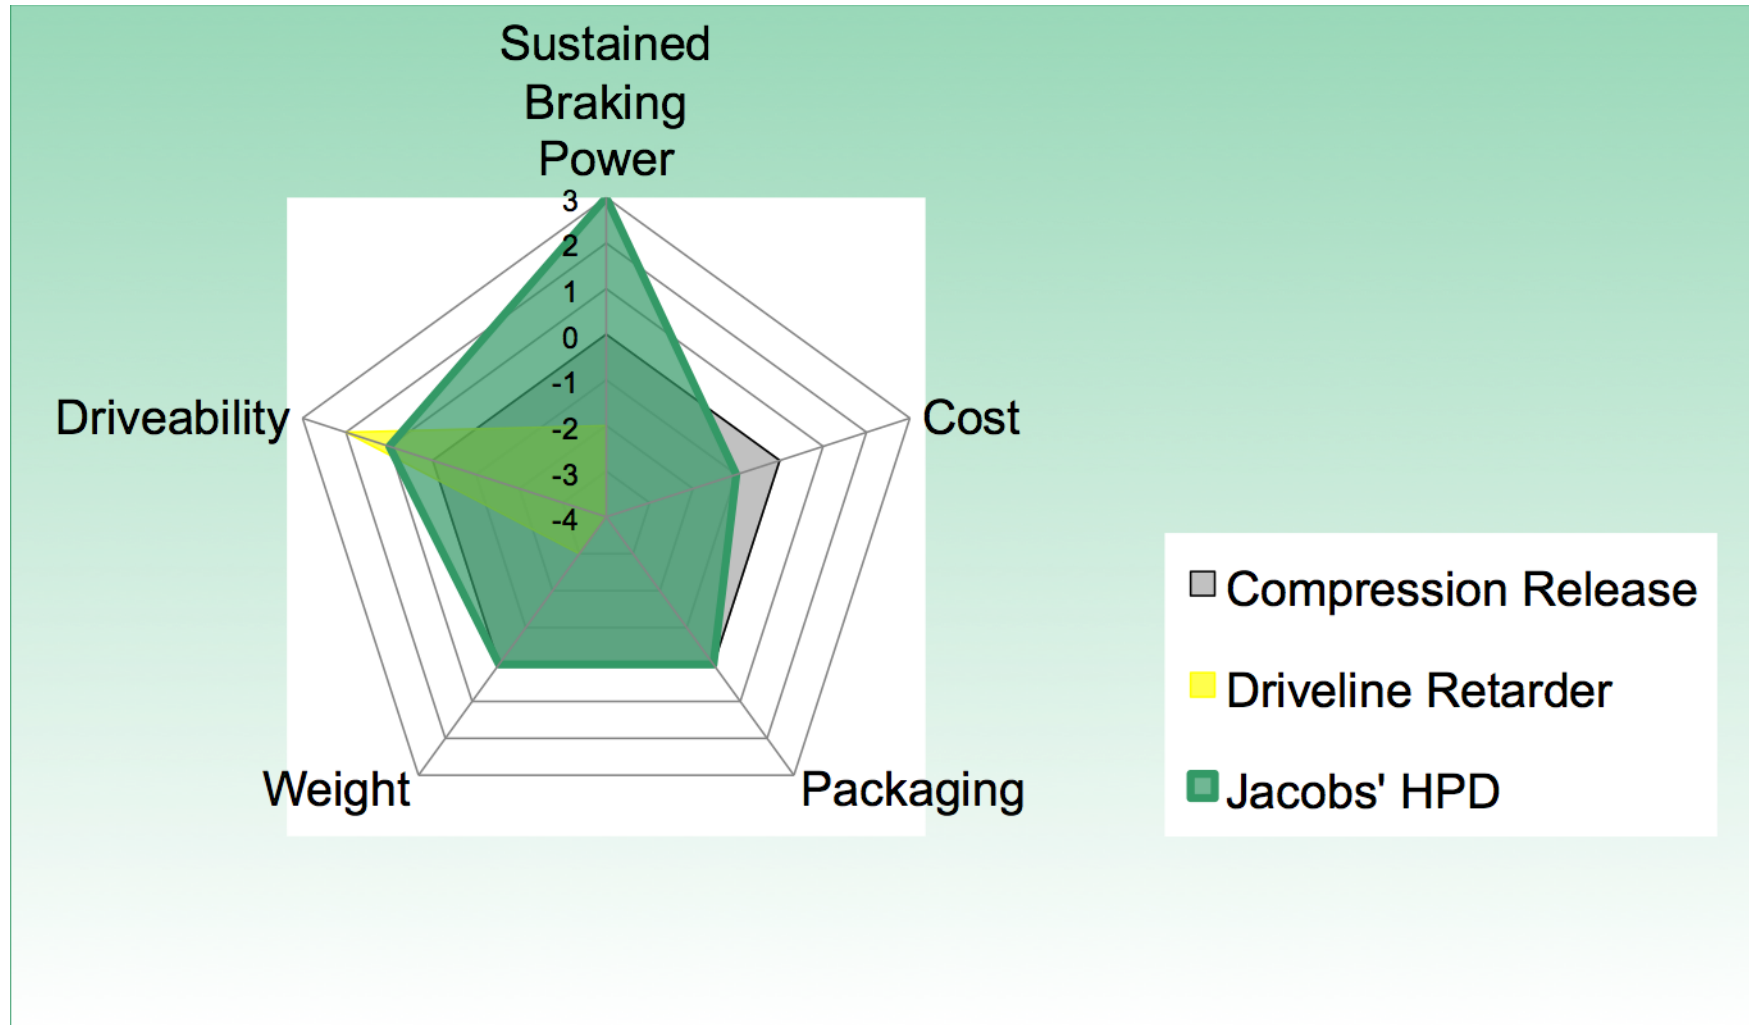 Sustained
Braking
Power
3
2
1
0
-1
-2
-3
-4
Driveability
Cost
Weight
Packaging
Compression Release
Driveline Retarder
Jacobs' HPD